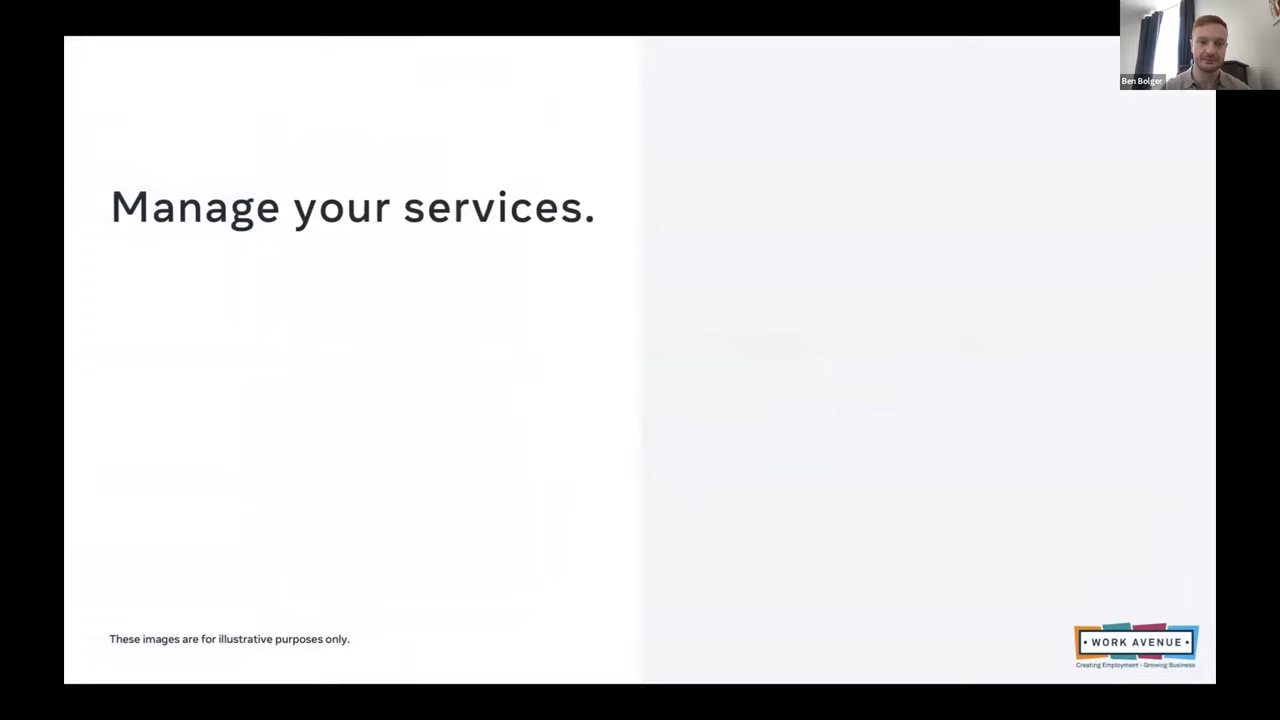 Ben Bolger
Manage your services.
These images are for illustrative purposes only.
• WORK AVENUE •
Creating Employment - Growing Business